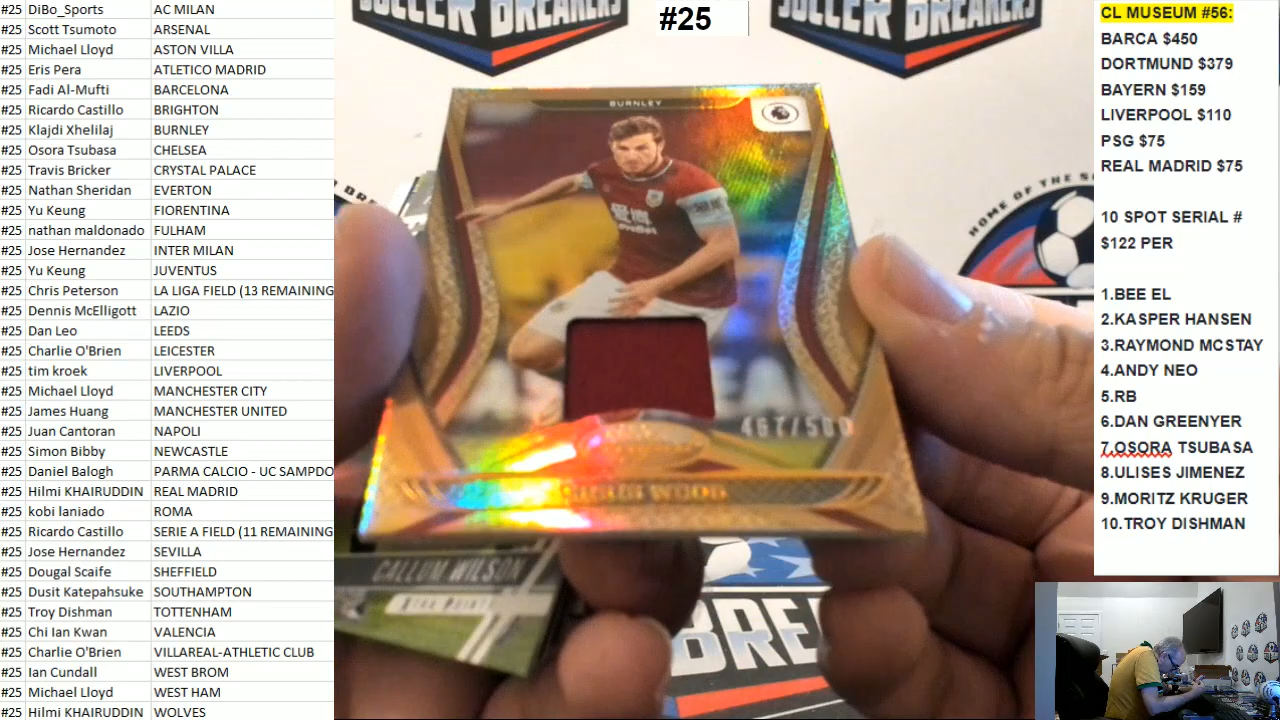 #25 DiBo_Sports AC MILAN
#25 Scott Tsumoto ARSENAL
#25 Michael Lloyd ASTON VILLA
#25 Eris Pera ATLETICO MADRID
#25 Fadi Al-Mufti BARCELONA
#25 Ricardo Castillo BRIGHTON
#25 Klajdi Xhelilaj BURNLEY
#25 Osora Tsubasa CHELSEA
#25 Travis Bricker CRYSTAL PALACE
#25 Nathan Sheridan EVERTON
#25 Yu Keung FIORENTINA
#25 nathan maldonado FULHAM
#25 Jose Hernandez INTER MILAN
#25 Yu Keung JUVENTUS
#25 Chris Peterson LA LIGA FIELD (13 REMAINING
#25 Dennis McElligott LAZIO
#25 Dan Leo LEEDS
#25 Charlie O'Brien LEICESTER
#25 tim kroek LIVERPOOL
#25 Michael Lloyd MANCHESTER CITY
#25 James Huang MANCHESTER UNITED
#25 Juan Cantoran NAPOLI
#25 Simon Bibby NEWCASTLE
#25 Daniel Balogh PARMA CALCIO - UC SAMPDO
#25 Hilmi KHAIRUDDIN REAL MADRID
#25 kobi laniado ROMA
#25 Ricardo Castillo SERIE A FIELD (11 REMAINING
#25 Jose Hernandez SEVILLA
#25 Dougal Scaife SHEFFIELD
#25 Dusit Katepahsuke SOUTHAMPTON
#25 Troy Dishman TOTTENHAM
#25 Chi Ian Kwan VALENCIA
#25 Charlie O'Brien VILLAREAL-ATHLETIC CLUB
#25 Ian Cundall WEST BROM
#25 Michael Lloyd WEST HAM
#25 Hilmi KHAIRUDDIN WOLVES
SOCCER BREAKERS
#25
SOCCER BREAKERS
BURNLEY
467/500
WOOD
CALLUM WILSON
HOME OF THE
CL MUSEUM #56:
BARCA $450
DORTMUND $379
BAYERN $159
LIVERPOOL $110
PSG $75
REAL MADRID $75
10 SPOT SERIAL #
$122 PER
1.BEE EL
2.KASPER HANSEN
3.RAYMOND MCSTAY
4.ANDY NEO
5.RB
6.DAN GREENYER
7.OSORA TSUBASA
8.ULISES JIMENEZ
9.MORITZ KRUGER
10.TROY DISHMAN